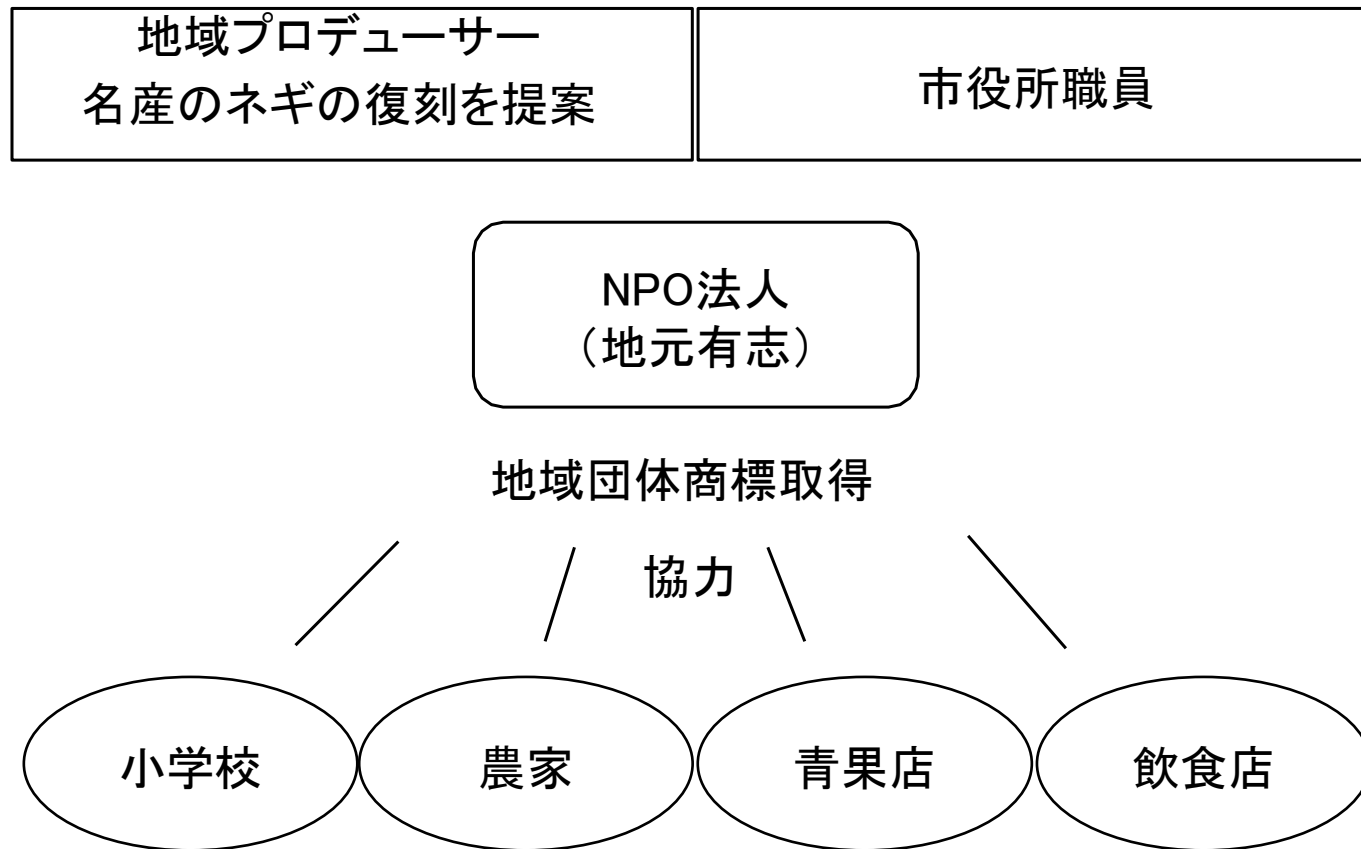 地域プロデューサー
名産のネギの復刻を提案
市役所職員
NPO法人
（地元有志）
地域団体商標取得
協力
小学校
農家
青果店
飲食店